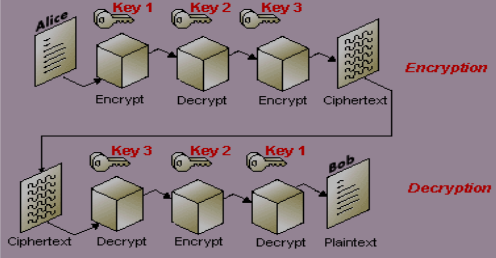 Alice
Key 1 Key 2 Key 3
Encryption
Encrypt Decrypt Encrypt Ciphertext
Key 3 Key 2 Key 1
Bob
Decryption
Ciphertext Decrypt Encrypt Decrypt Plaintext